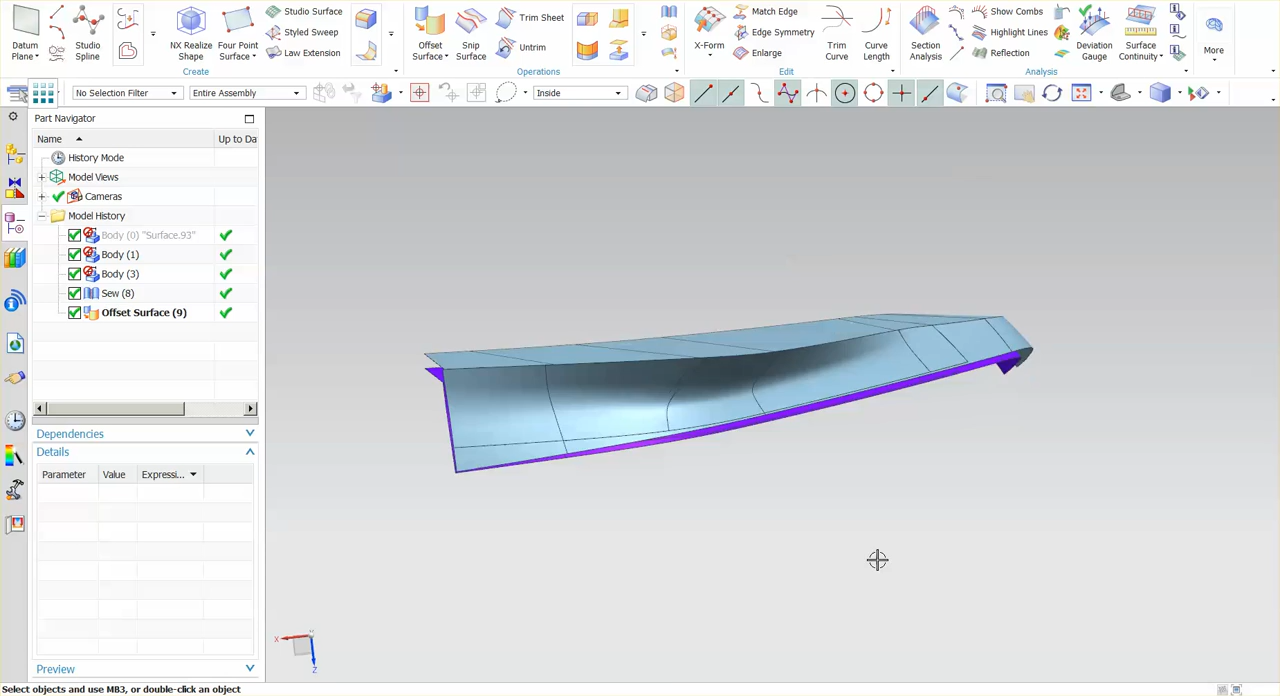 Datum Plane
Studio Spline
NX Realize Shape
Four Point Surface
Studio Surface
Styled Sweep
Law Extension
Create
Offset Surface
Snip Surface
Trim Sheet
Untrim
Operations
X-Form
Match Edge
Edge Symmetry
Enlarge
Trim Curve
Curve Length
Edit
Section Analysis
Show Combs
Highlight Lines
Reflection
Deviation Gauge
Surface Continuity
Analysis
More
No Selection Filter
Entire Assembly
Inside
Part Navigator
Name
Up to Da
History Mode
Model Views
Cameras
Model History
Body (0) "Surface.93"
Body (1)
Body (3)
Sew (8)
Offset Surface (9)
Dependencies
Details
Parameter
Value
Expressi...
Preview
X
Z
Select objects and use MB3, or double-click an object